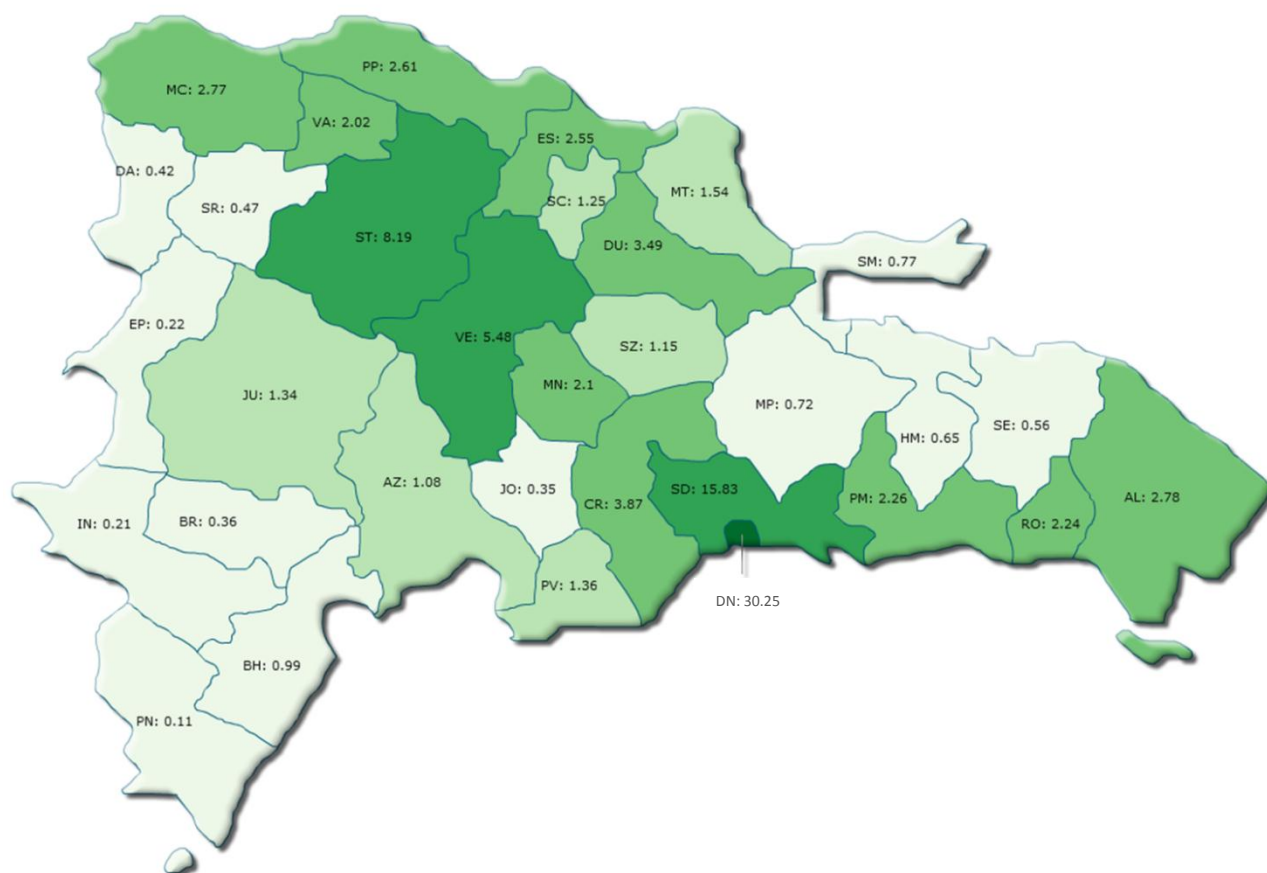 PP: 2.61
MC: 2.77
VA: 2.02
ES: 2.55
DA: 0.42
SR: 0.47
SC: 1.25
MT: 1.54
ST: 8.19
DU: 3.49
SM: 0.77
EP: 0.22
VE: 5.48
SZ: 1.15
JU: 1.34
MN: 2.1
MP: 0.72
HM: 0.65
SE: 0.56
AZ: 1.08
JO: 0.35
CR: 3.87
SD: 15.83
PM: 2.26
RO: 2.24
AL: 2.78
IN: 0.21
BR: 0.36
PV: 1.36
DN: 30.25
BH: 0.99
PN: 0.11